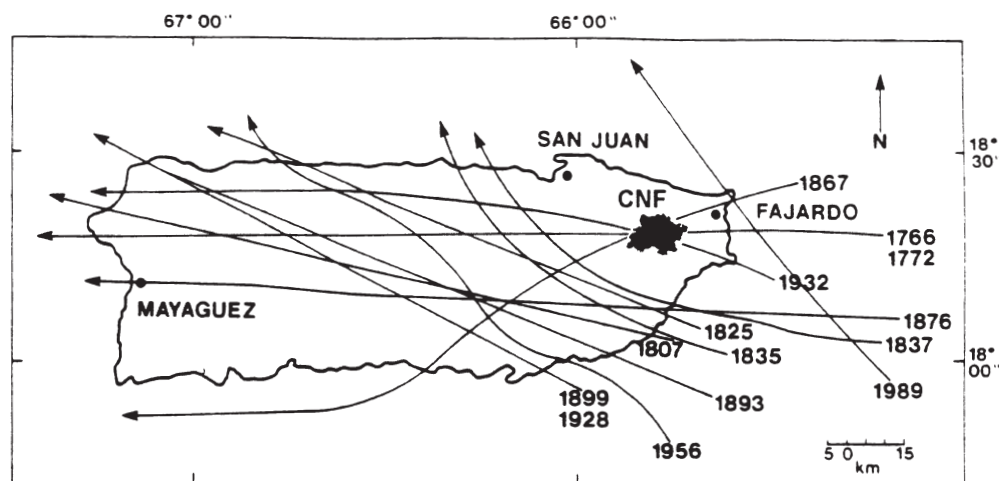 67° 00''
66° 00''
N
18°
30''
SAN JUAN
CNF
1867
FAJARDO
1766
1772
1932
MAYAGUEZ
1876
1825
1837
1807
1835
18°
00''
1989
1899
1928
1893
1956
5 0 15
km